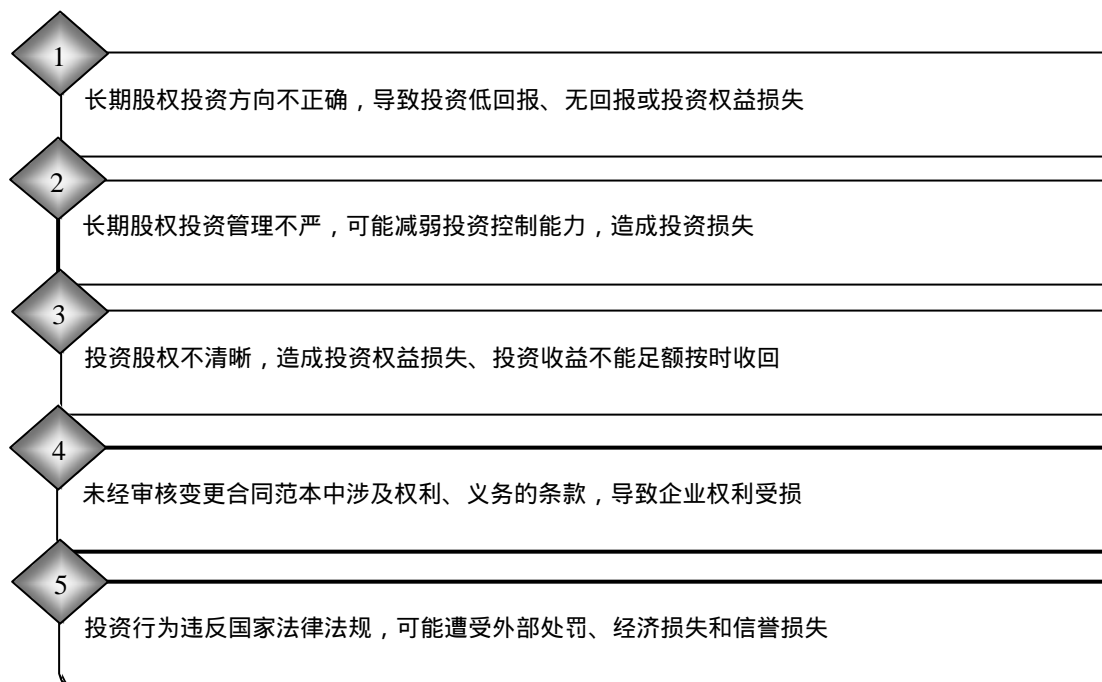 1
长期股权投资方向不正确，导致投资低回报、无回报或投资权益损失
2
长期股权投资管理不严，可能减弱投资控制能力，造成投资损失
3
投资股权不清晰，造成投资权益损失、投资收益不能足额按时收回
4
未经审核变更合同范本中涉及权利、义务的条款，导致企业权利受损
5
投资行为违反国家法律法规，可能遭受外部处罚、经济损失和信誉损失